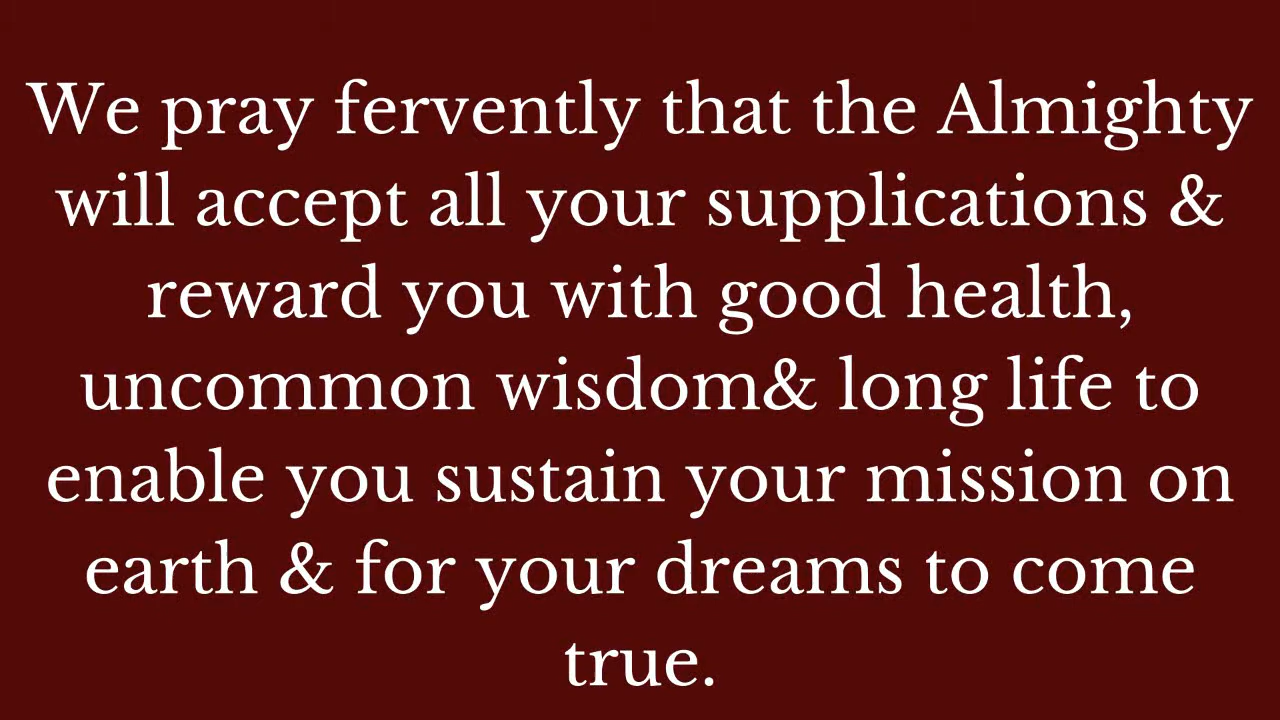 We pray fervently that the Almighty
will accept all your supplications &
reward you with good health,
uncommon wisdom& long life to
enable you sustain your mission on
earth & for your dreams to come
true.